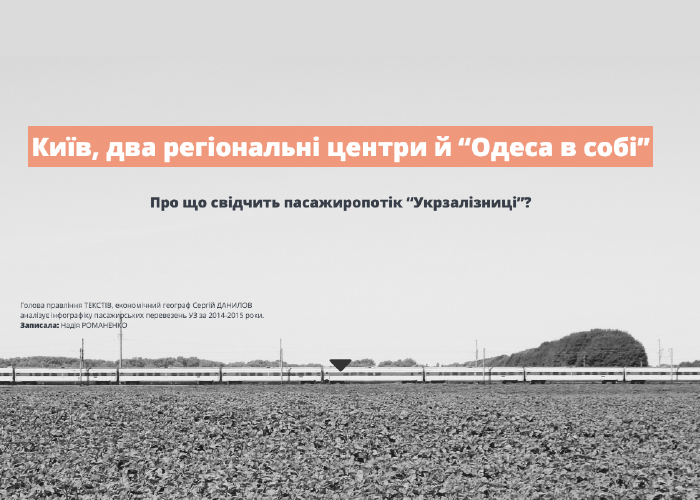 Київ, два регіональні центри й “Одеса в собі”
Про що свідчить пасажиропотік “Укрзалізниці”?
Голова правління ТЕКСТІВ, економічний географ Сергій ДАНИЛОВ
аналізує інфографіку пасажирських перевезень УЗ за 2014-2015 роки.
Записала: Надія РОМАНЕНКО